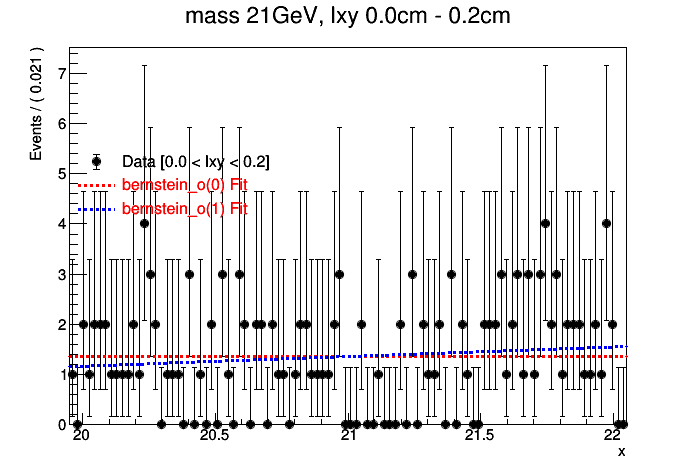 mass 21GeV, lxy 0.0cm - 0.2cm
Events / ( 0.021 )
7
6
5
4
3
2
1
0
Data [0.0 < lxy < 0.2]
bernstein_o(0) Fit
bernstein_o(1) Fit
20 20.5 21 21.5 22
x